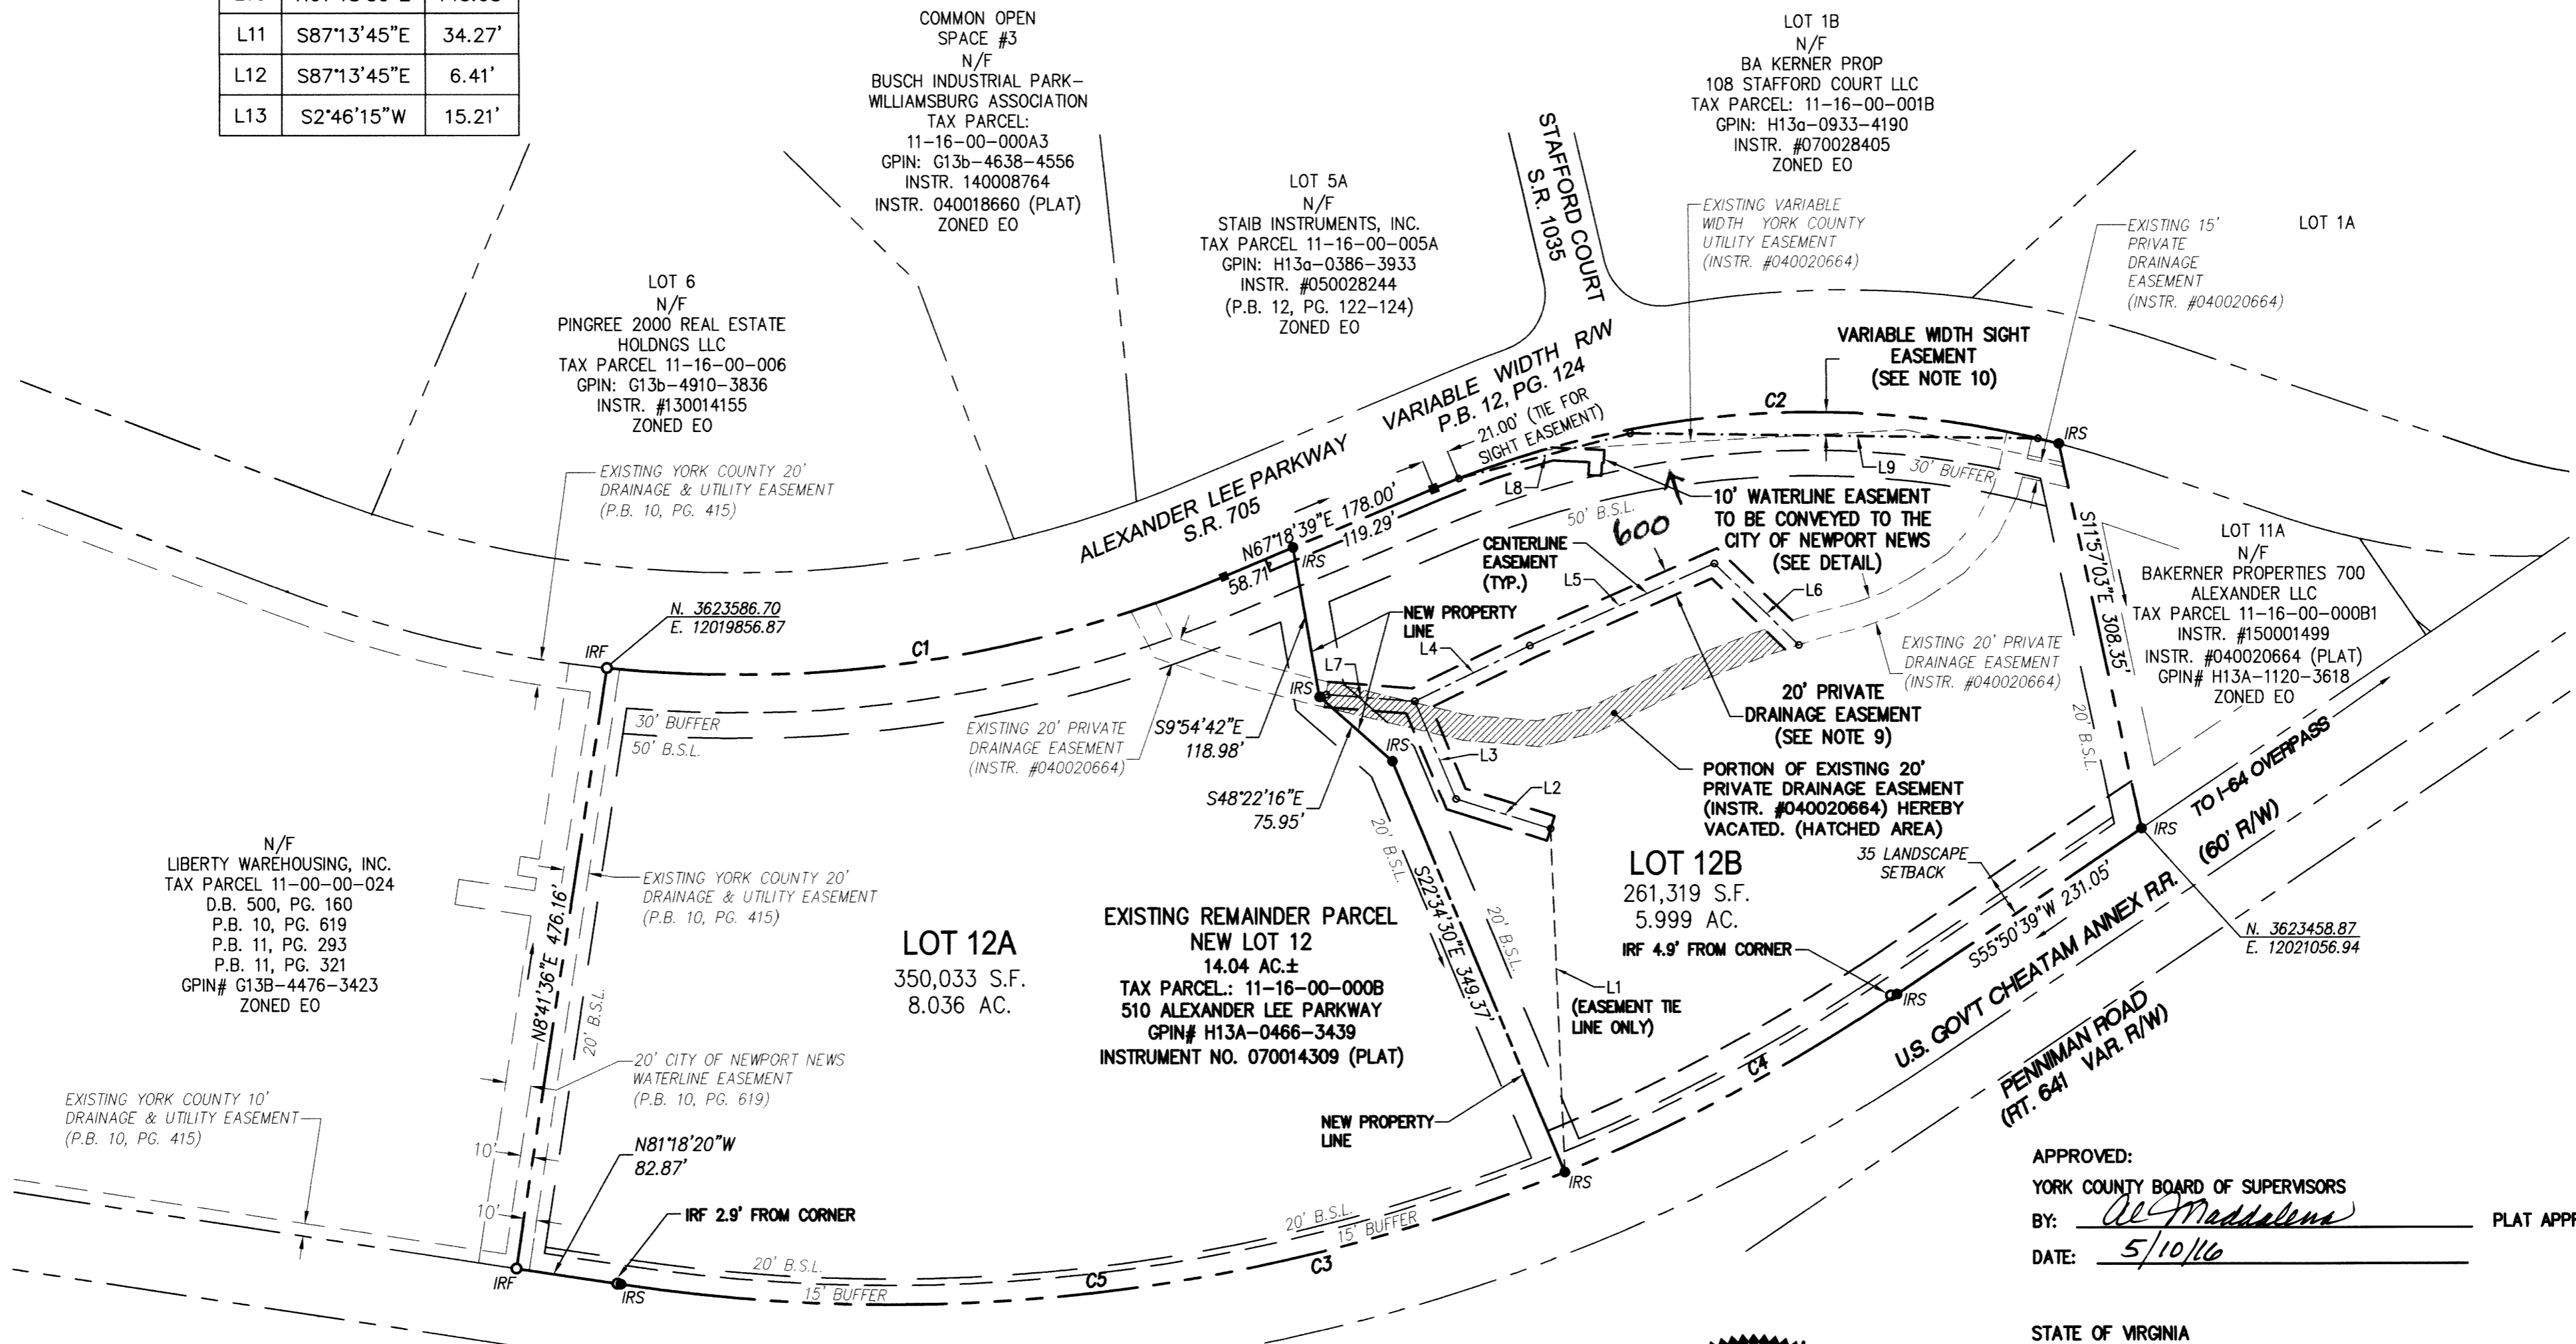 L11 S87°13'45"E 34.27'
L12 S87°13'45"E 6.41'
L13 S2°46'15"W 15.21'
COMMON OPEN
SPACE #3
N/F
BUSCH INDUSTRIAL PARK-
WILLIAMSBURG ASSOCIATION
TAX PARCEL:
11-16-00-000A3
GPIN: G13b-4638-4556
INSTR. 140008764
INSTR. 040018660 (PLAT)
ZONED EO
LOT 1B
N/F
BA KERNER PROP
108 STAFFORD COURT LLC
TAX PARCEL: 11-16-00-001B
GPIN: H13a-0933-4190
INSTR. #070028405
ZONED EO
LOT 5A
N/F
STAIB INSTRUMENTS, INC.
TAX PARCEL 11-16-00-005A
GPIN: H13a-0386-3933
INSTR. #050028244
(P.B. 12, PG. 122-124)
ZONED EO
STAFFORD COURT
S.R. 1035
EXISTING VARIABLE
WIDTH YORK COUNTY
UTILITY EASEMENT
(INSTR. #040020664)
EXISTING 15'
PRIVATE
DRAINAGE
EASEMENT
(INSTR. #040020664)
LOT 1A
LOT 6
N/F
PINGREE 2000 REAL ESTATE
HOLDNGS LLC
TAX PARCEL 11-16-00-006
GPIN: G13b-4910-3836
INSTR. #130014155
ZONED EO
VARIABLE WIDTH SIGHT
EASEMENT
(SEE NOTE 10)
ALEXANDER LEE PARKWAY
S.R. 705
VARIABLE WIDTH R/W
P.B. 12, PG. 124
21.00' (TIE FOR
SIGHT EASEMENT)
C2
IRS
L8
L9
30' BUFFER
EXISTING YORK COUNTY 20'
DRAINAGE & UTILITY EASEMENT
(P.B. 10, PG. 415)
N67°18'39"E 178.00'
119.29'
58.71'
IRS
50' B.S.L.
600
10' WATERLINE EASEMENT
TO BE CONVEYED TO THE
CITY OF NEWPORT NEWS
(SEE DETAIL)
CENTERLINE
EASEMENT
(TYP.)
L5
L6
S11°57'03"E 308.35'
LOT 11A
N/F
BAKERNER PROPERTIES 700
ALEXANDER LLC
TAX PARCEL 11-16-00-000B1
INSTR. #150001499
INSTR. #040020664 (PLAT)
GPIN# H13A-1120-3618
ZONED EO
N. 3623586.70
E. 12019856.87
IRF
C1
NEW PROPERTY
LINE
L4
L7
IRS
EXISTING 20' PRIVATE
DRAINAGE EASEMENT
(INSTR. #040020664)
20' PRIVATE
DRAINAGE EASEMENT
(SEE NOTE 9)
20' B.S.L.
30' BUFFER
50' B.S.L.
EXISTING 20' PRIVATE
DRAINAGE EASEMENT
(INSTR. #040020664)
S9°54'42"E
118.98'
IRS
L3
L2
S48°22'16"E
75.95'
PORTION OF EXISTING 20'
PRIVATE DRAINAGE EASEMENT
(INSTR. #040020664) HEREBY
VACATED. (HATCHED AREA)
TO I-64 OVERPASS
(60' R/W)
IRS
N/F
LIBERTY WAREHOUSING, INC.
TAX PARCEL 11-00-00-024
D.B. 500, PG. 160
P.B. 10, PG. 619
P.B. 11, PG. 293
P.B. 11, PG. 321
GPIN# G13B-4476-3423
ZONED EO
EXISTING YORK COUNTY 20'
DRAINAGE & UTILITY EASEMENT
(P.B. 10, PG. 415)
N8°41'36"E 476.16'
20' B.S.L.
LOT 12A
350,033 S.F.
8.036 AC.
EXISTING REMAINDER PARCEL
NEW LOT 12
14.04 AC.±
TAX PARCEL.: 11-16-00-000B
510 ALEXANDER LEE PARKWAY
GPIN# H13A-0466-3439
INSTRUMENT NO. 070014309 (PLAT)
20' B.S.L.
S22°34'30"E 349.37'
20' B.S.L.
LOT 12B
261,319 S.F.
5.999 AC.
35 LANDSCAPE
SETBACK
IRF 4.9' FROM CORNER
IRS
S55°50'39"W 231.05'
U.S. GOV'T CHEATAM ANNEX R.R.
N. 3623458.87
E. 12021056.94
L1
(EASEMENT TIE
LINE ONLY)
PENNIMAN ROAD
(RT. 641 VAR. R/W)
20' CITY OF NEWPORT NEWS
WATERLINE EASEMENT
(P.B. 10, PG. 619)
EXISTING YORK COUNTY 10'
DRAINAGE & UTILITY EASEMENT
(P.B. 10, PG. 415)
C4
NEW PROPERTY
LINE
10'
N81°18'20"W
82.87'
10'
IRF 2.9' FROM CORNER
IRS
IRF
IRS
20' B.S.L.
15' BUFFER
C5
C3
20' B.S.L.
15' BUFFER
APPROVED:
YORK COUNTY BOARD OF SUPERVISORS
BY: Al Maddalena PLAT APPR
DATE: 5/10/16
STATE OF VIRGINIA